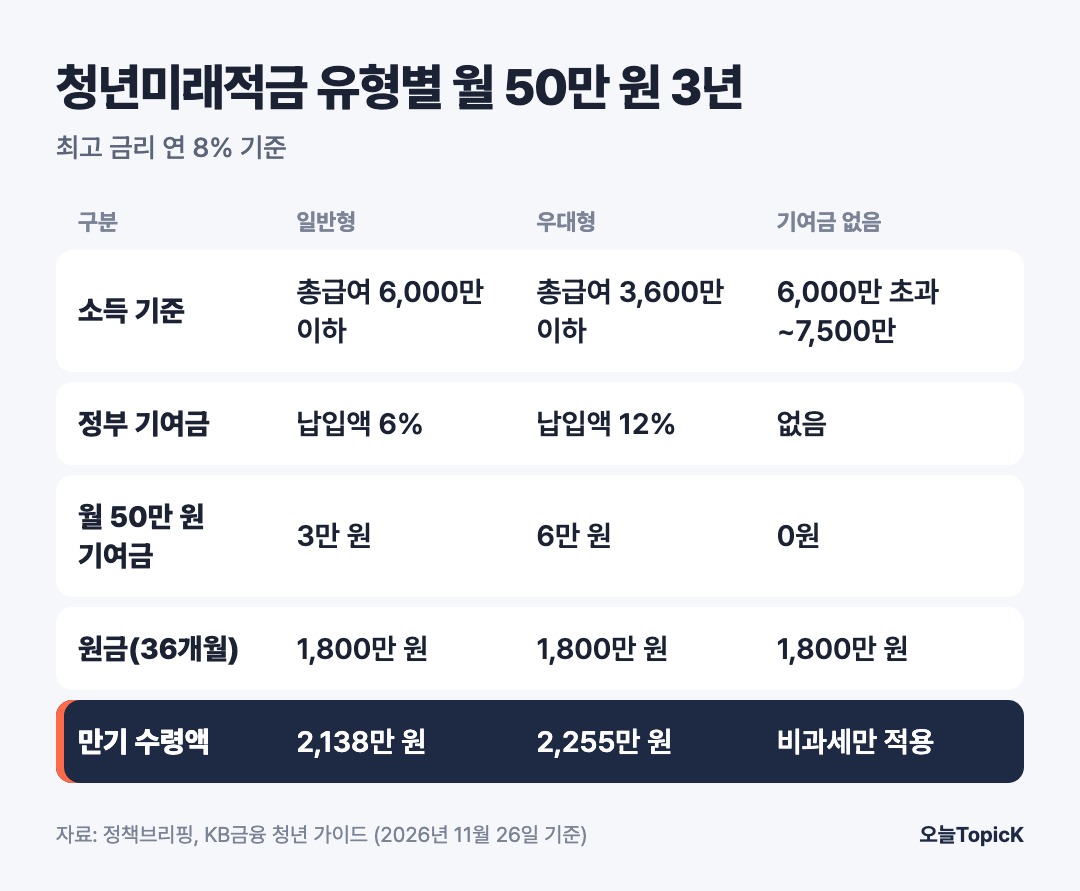 청년미래적금 유형별 월 50만 원 3년
최고 금리 연 8% 기준
구분 일반형 우대형 기여금 없음
소득 기준
총급여 6,000만
이하
총급여 3,600만
이하
6,000만 초과
~7,500만
정부 기여금 납입액 6% 납입액 12% 없음
월 50만 원
기여금
3만 원 6만 원 0원
원금(36개월) 1,800만 원 1,800만 원 1,800만 원
만기 수령액 2,138만 원 2,255만 원 비과세만 적용
자료: 정책브리핑, KB금융 청년 가이드 (2026년 11월 26일 기준)
오늘TopicK